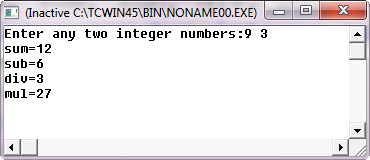 (Inactive C:\TCWIN45\BIN\NONAME00.EXE)
Enter any two integer numbers:9 3
sum=12
sub=6
div=3
mul=27